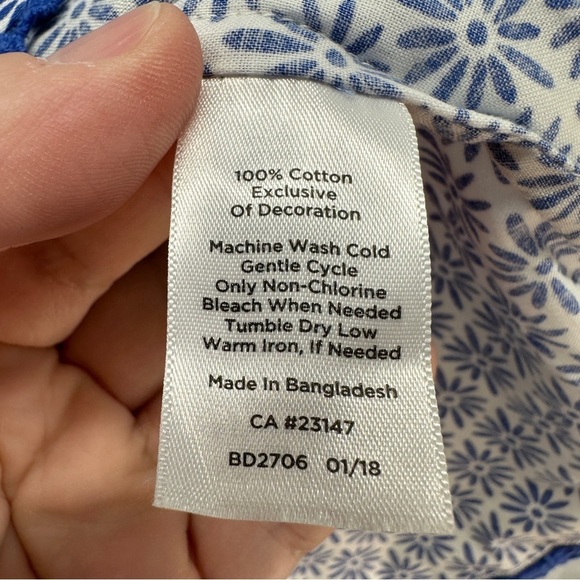 100% Cotton
Exclusive
Of Decoration
Machine Wash Cold
Gentle Cycle
Only Non-Chlorine
Bleach When Needed
Tumbie Dry Low
Warm Iron, If Needed
Made In Bangladesh
CA #23147
BD2706 01/18